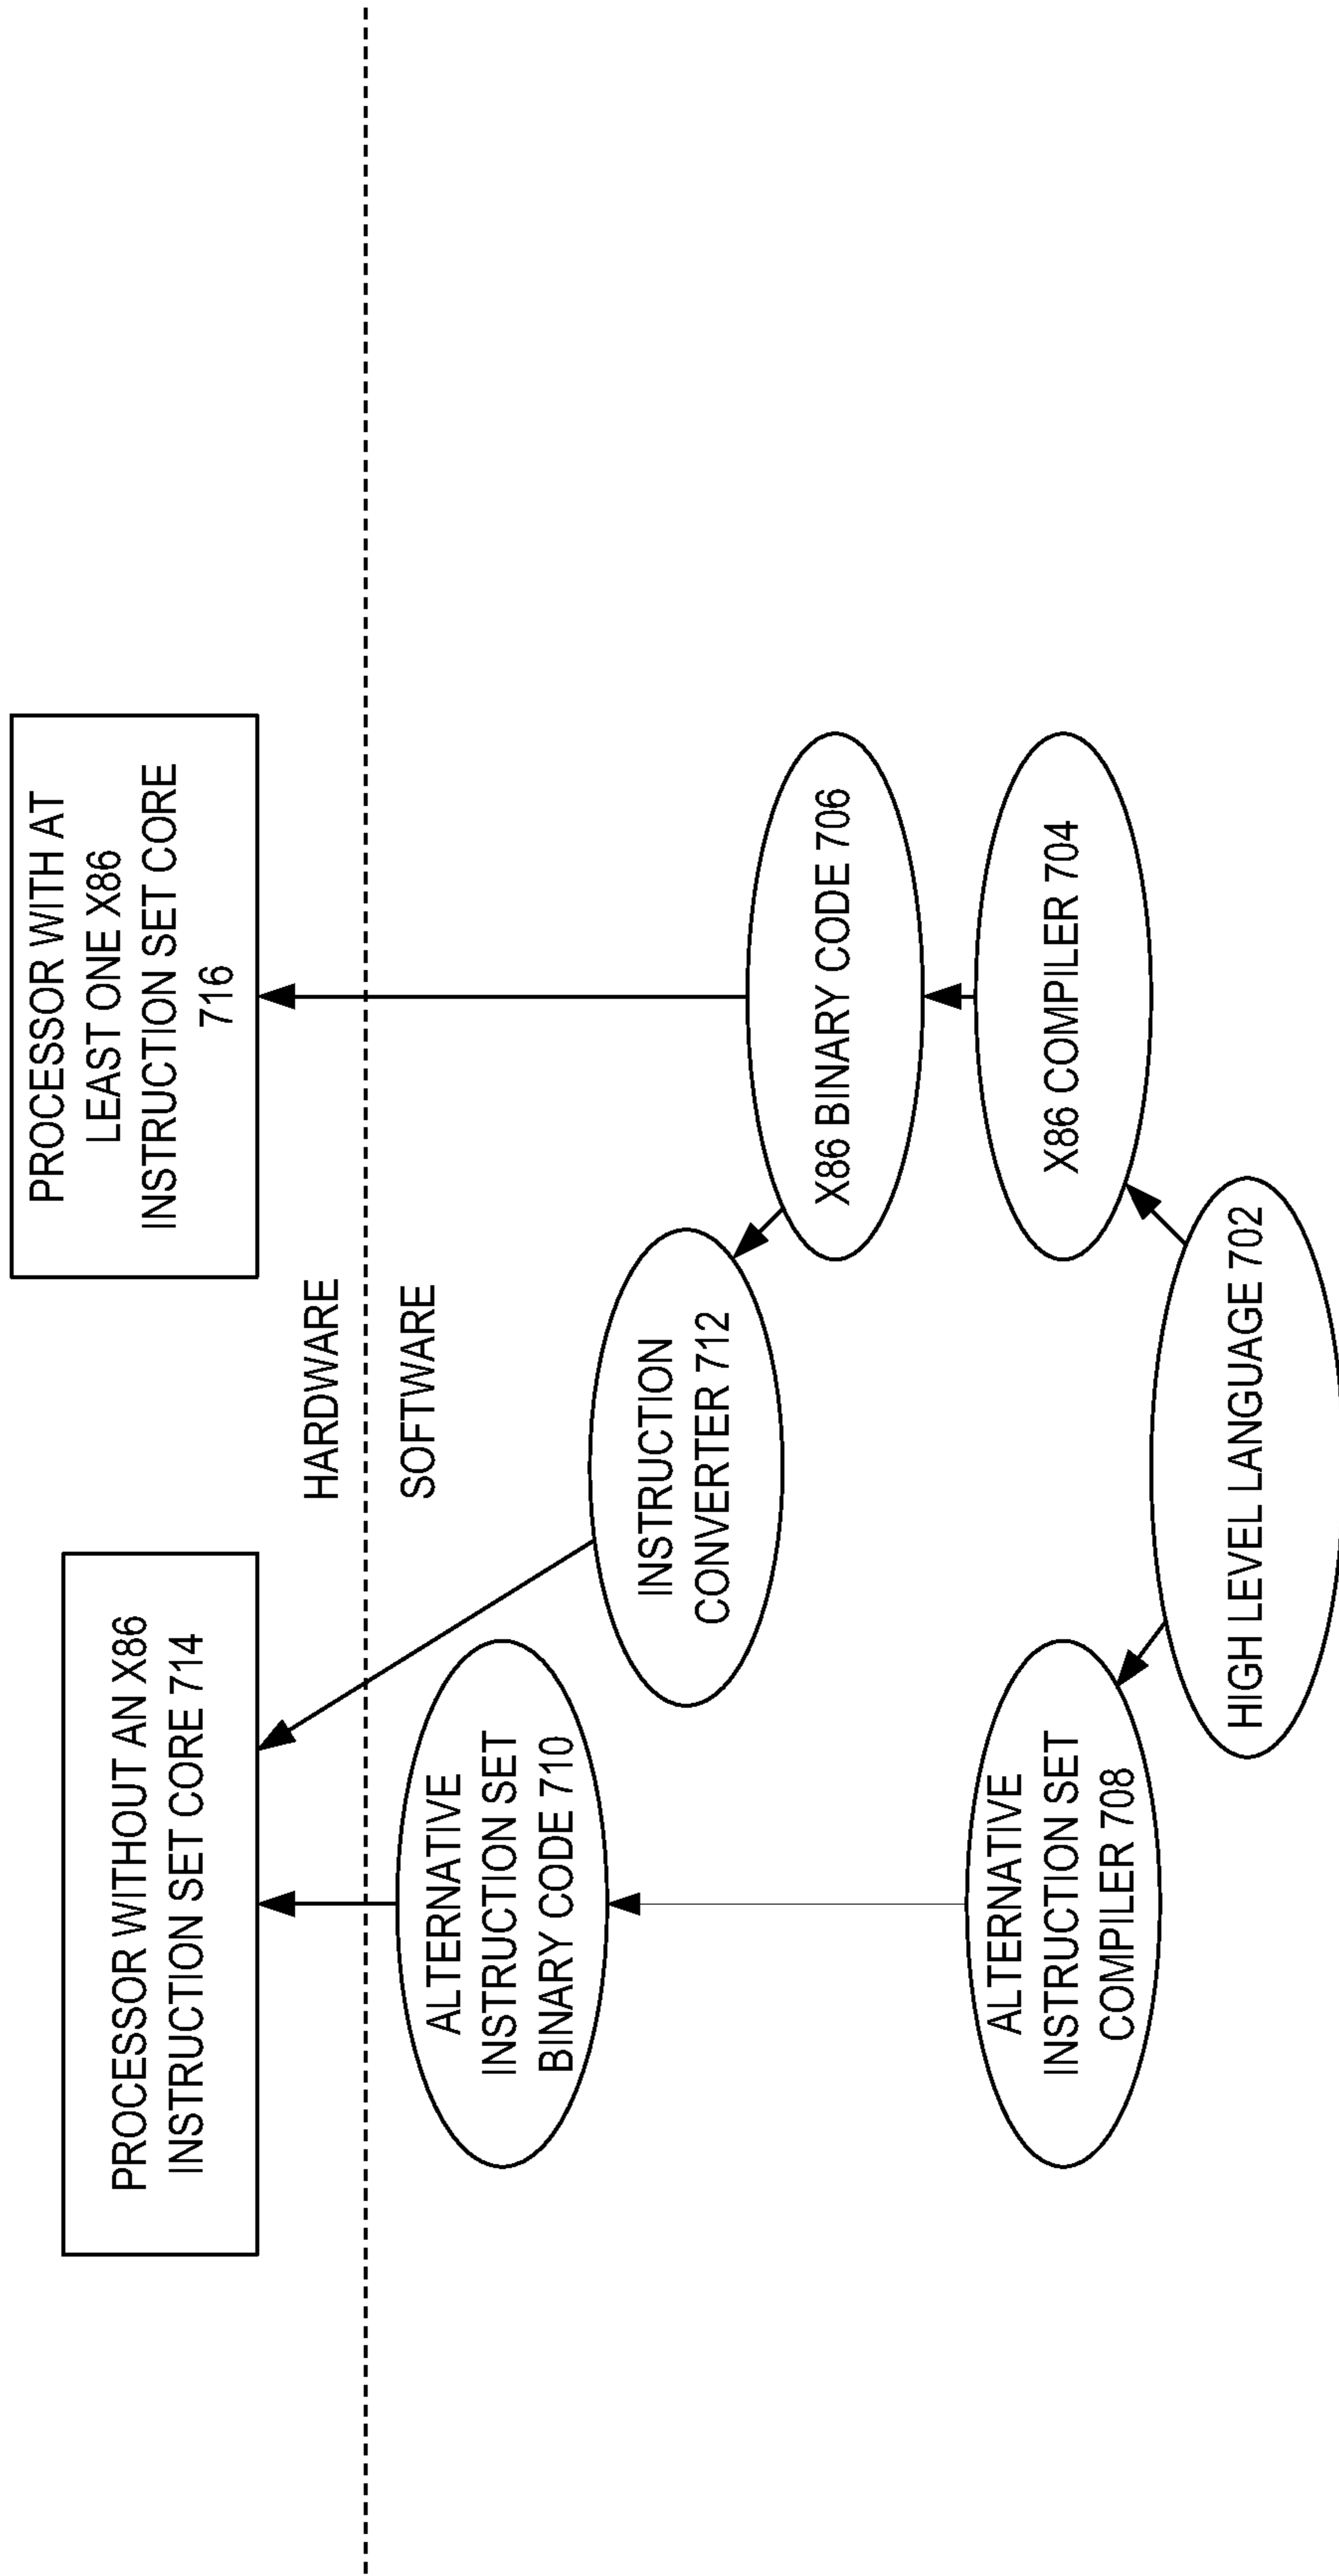 PROCESSOR WITHOUT AN X86
INSTRUCTION SET CORE 714
PROCESSOR WITH AT
LEAST ONE X86
INSTRUCTION SET CORE
716
HARDWARE
SOFTWARE
ALTERNATIVE
INSTRUCTION SET
BINARY CODE 710
INSTRUCTION
CONVERTER 712
X86 BINARY CODE 706
ALTERNATIVE
INSTRUCTION SET
COMPILER 708
X86 COMPILER 704
HIGH LEVEL LANGUAGE 702